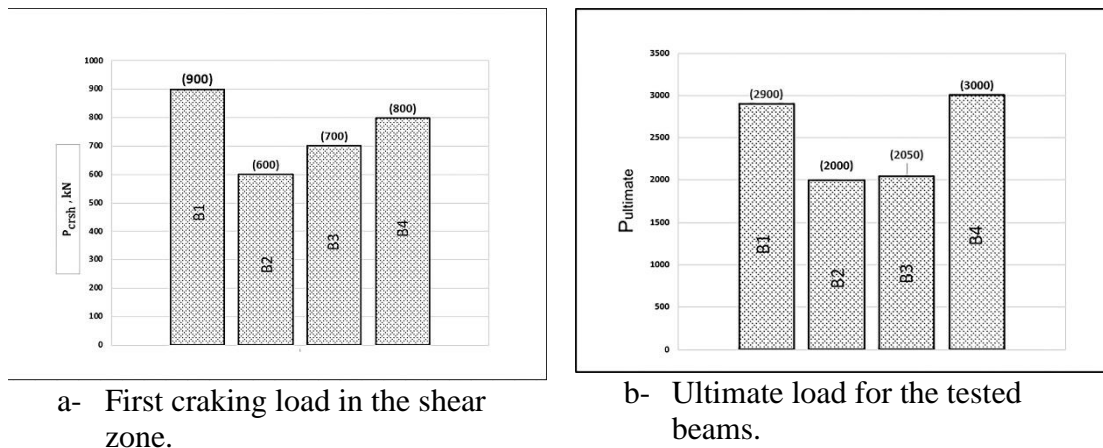 1000
900
800
700
600
500
400
300
200
100
0
Pcrsh , kN
(900)
(600)
(700)
(800)
B1
B2
B3
B4
a- First craking load in the shear
zone.
3500
3000
2500
2000
1500
1000
500
0
Pultimate
(2900)
(2000)
(2050)
(3000)
B1
B2
B3
B4
b- Ultimate load for the tested
beams.